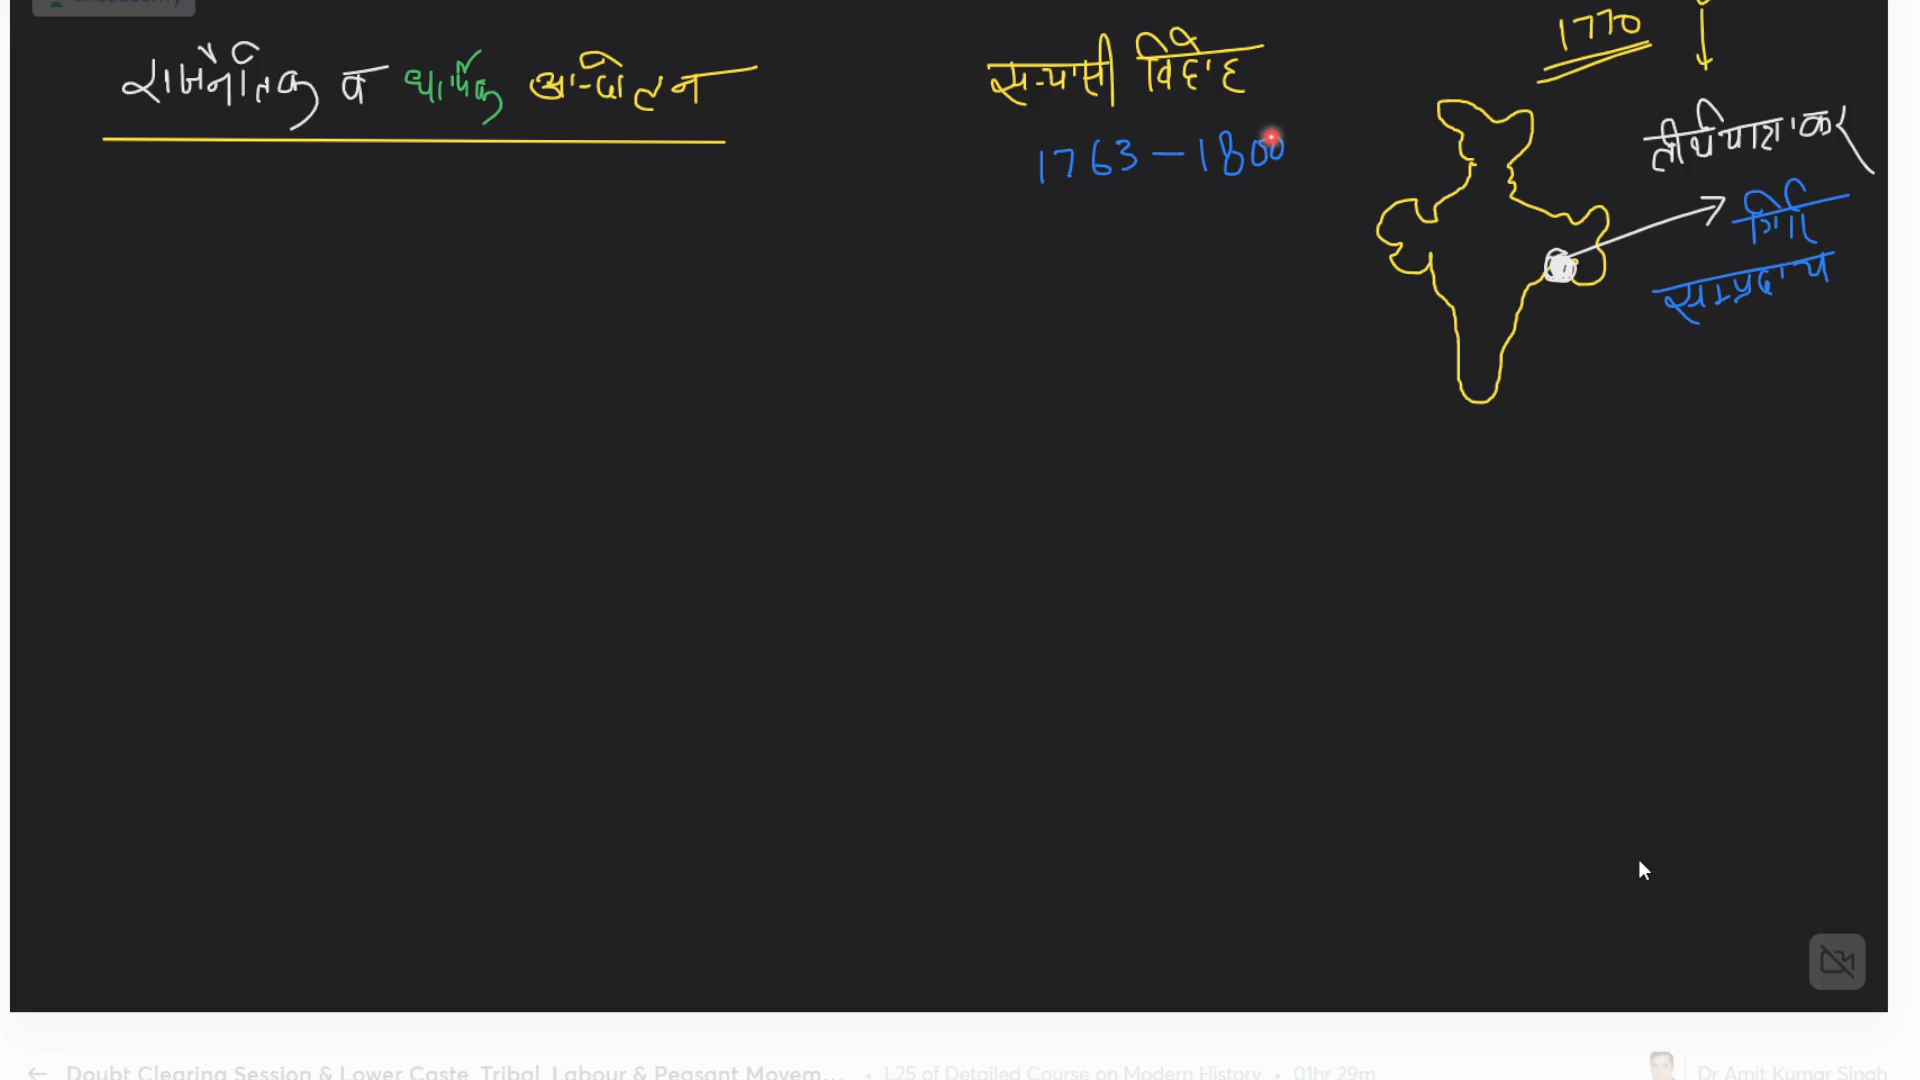 राजनैतिक व धार्मिक आन्दोलन
सन्यासी विद्रोह
1763 - 1800
1770
तीर्थयात्रा कर
गिरि
सम्प्रदाय
← Doubt Clearing Session & Lower Caste, Tribal, Labour & Peasant Movem... • L25 of Detailed Course on Modern History • 01hr 29m
Dr Amit Kumar Singh